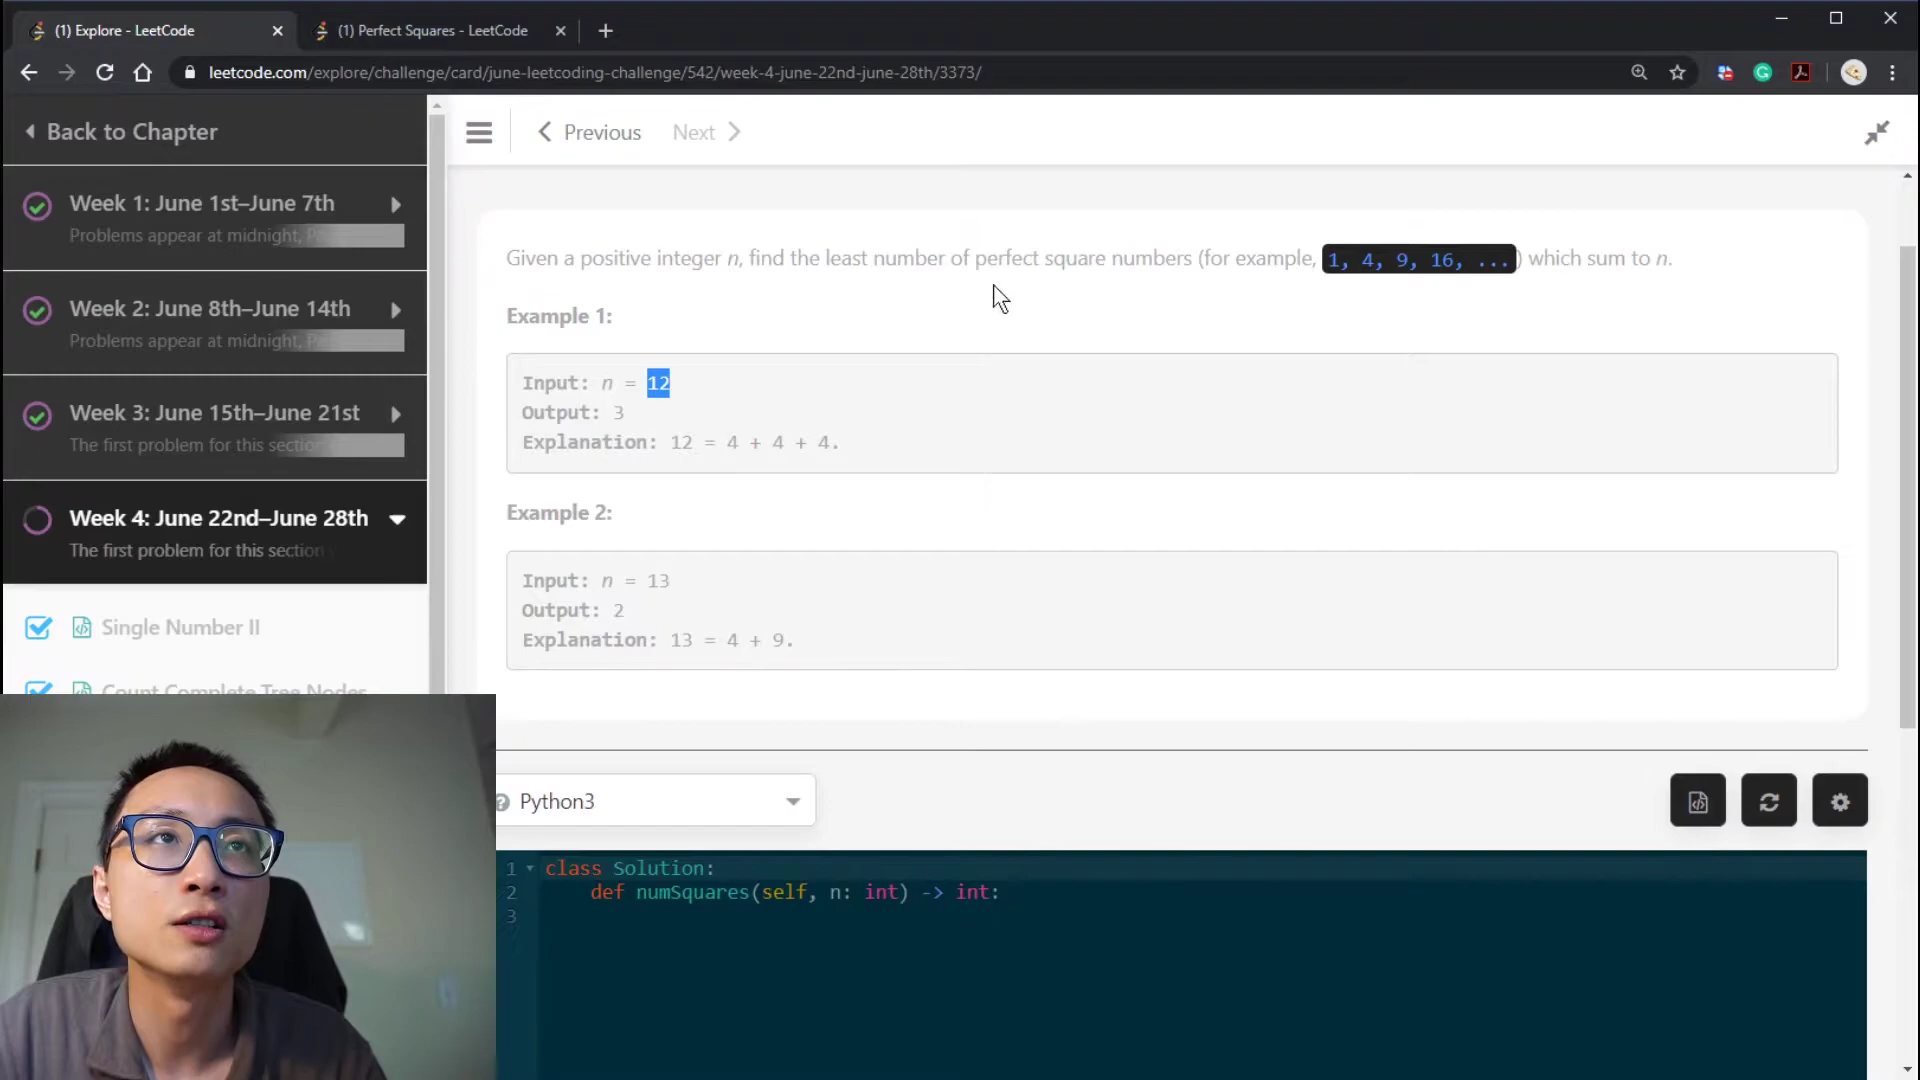 (1) Explore - LeetCode
(1) Perfect Squares - LeetCode
leetcode.com/explore/challenge/card/june-leetcoding-challenge/542/week-4-june-22nd-june-28th/3373/
Back to Chapter
Previous Next
Week 1: June 1st–June 7th
Problems appear at midnight,
Week 2: June 8th–June 14th
Problems appear at midnight,
Week 3: June 15th–June 21st
The first problem for this section
Week 4: June 22nd–June 28th
The first problem for this section
Single Number II
Count Complete Tree Nodes
Given a positive integer n, find the least number of perfect square numbers (for example, 1, 4, 9, 16, ...) which sum to n.
Example 1:
Input: n = 12
Output: 3
Explanation: 12 = 4 + 4 + 4.
Example 2:
Input: n = 13
Output: 2
Explanation: 13 = 4 + 9.
Python3
1 class Solution:
2 def numSquares(self, n: int) -> int:
3